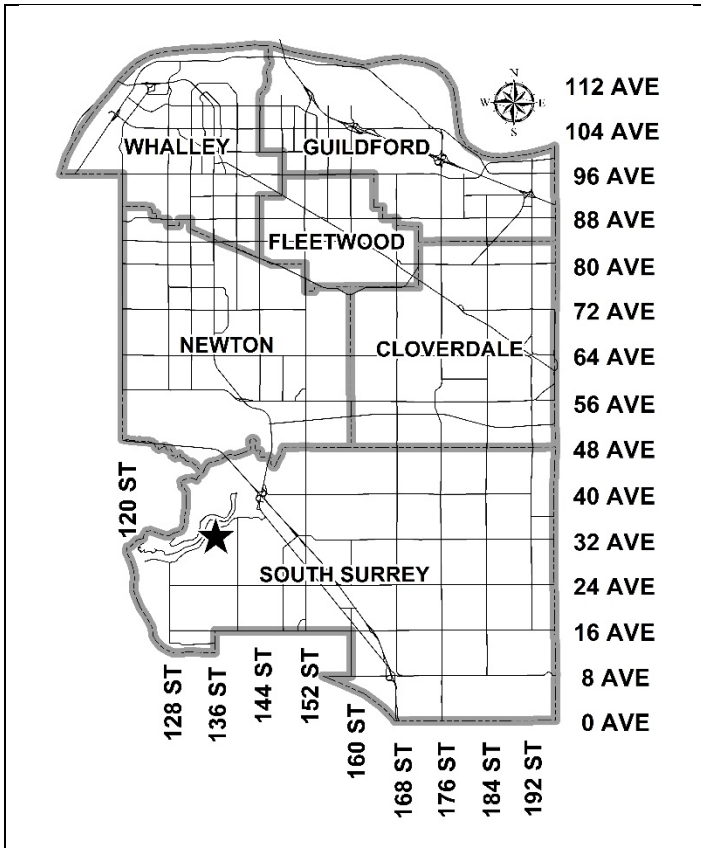 N
W E
S
112 AVE
104 AVE
WHALLEY GUILDFORD
96 AVE
88 AVE
FLEETWOOD
80 AVE
72 AVE
NEWTON CLOVERDALE
64 AVE
56 AVE
48 AVE
120 ST
40 AVE
32 AVE
SOUTH SURREY
24 AVE
16 AVE
8 AVE
0 AVE
128 ST
136 ST
144 ST
152 ST
160 ST
168 ST
176 ST
184 ST
192 ST